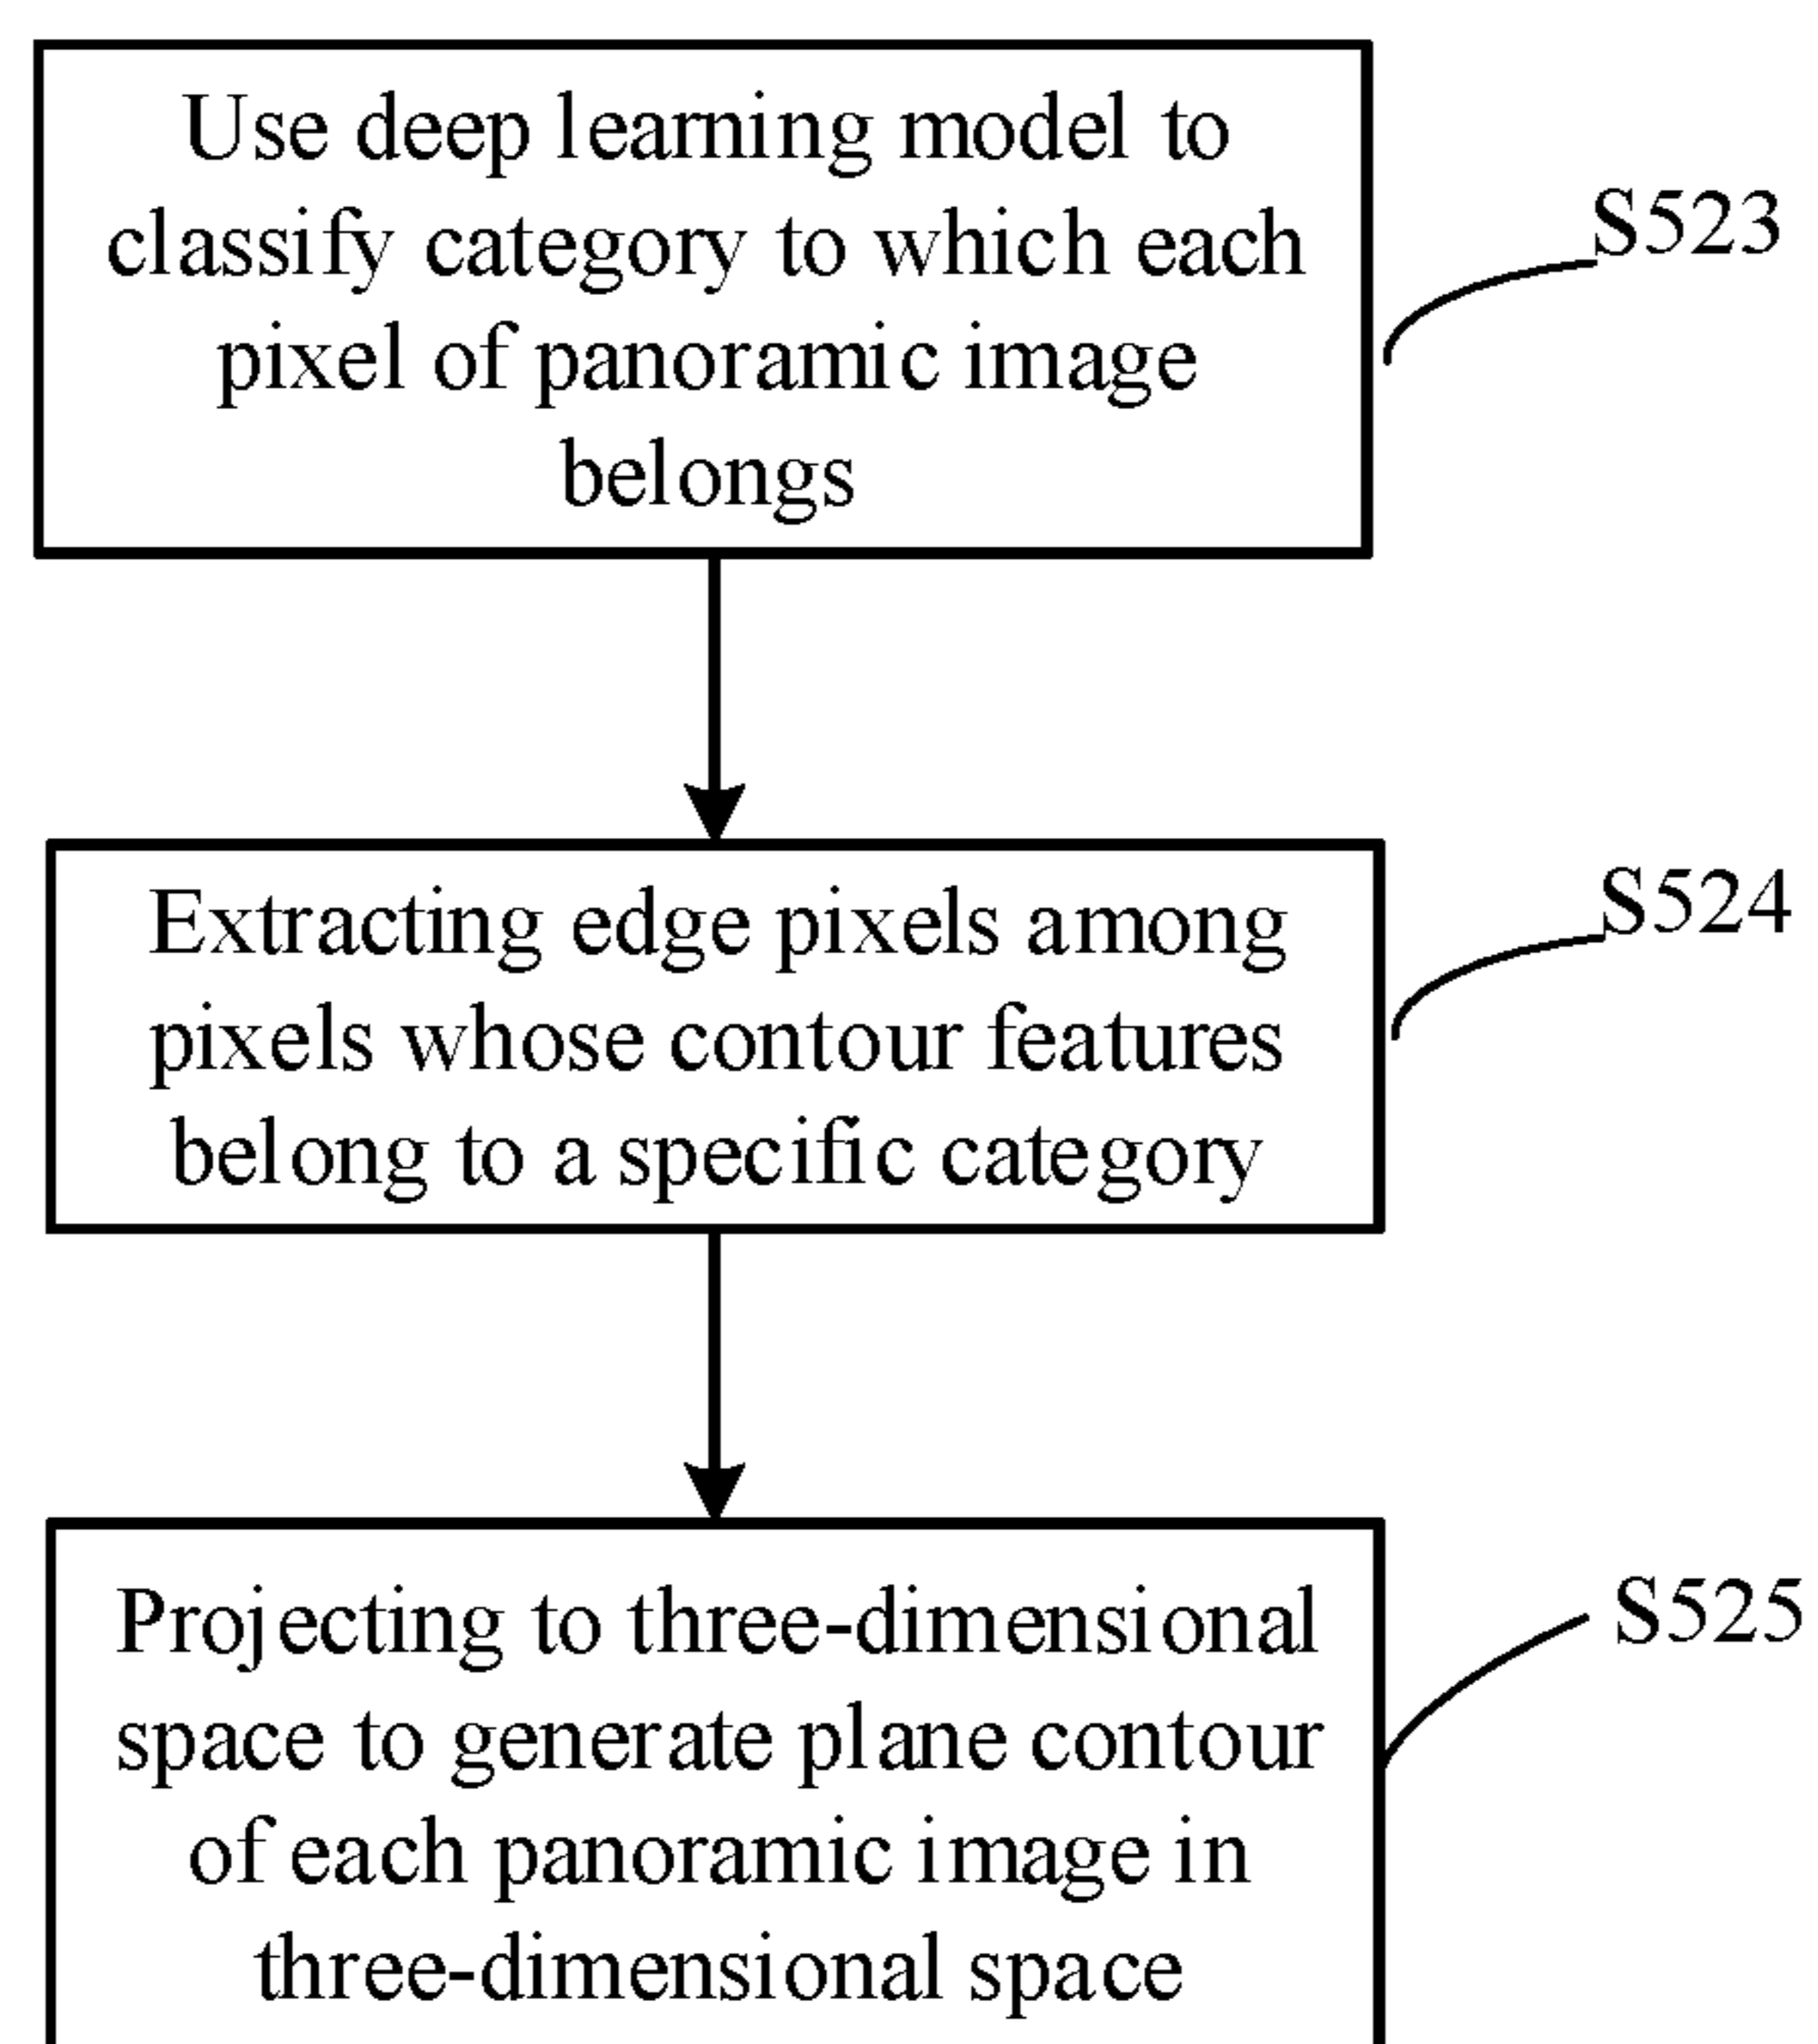 Use deep learning model to
classify category to which each
pixel of panoramic image
belongs
S523
Extracting edge pixels among
pixels whose contour features
belong to a specific category
S524
Projecting to three-dimensional
space to generate plane contour
of each panoramic image in
three-dimensional space
S525